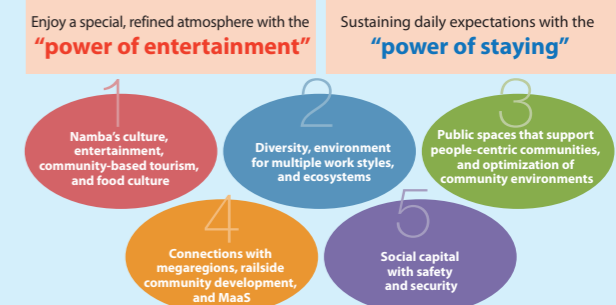 Enjoy a special, refined atmosphere with the
“power of entertainment”
Sustaining daily expectations with the
“power of staying”
1
Namba’s culture,
entertainment,
community-based tourism,
and food culture
2
Diversity, environment
for multiple work styles,
and ecosystems
3
Public spaces that support
people-centric communities,
and optimization of
community environments
4
Connections with
megaregions, railside
community development,
and MaaS
5
Social capital
with safety
and security